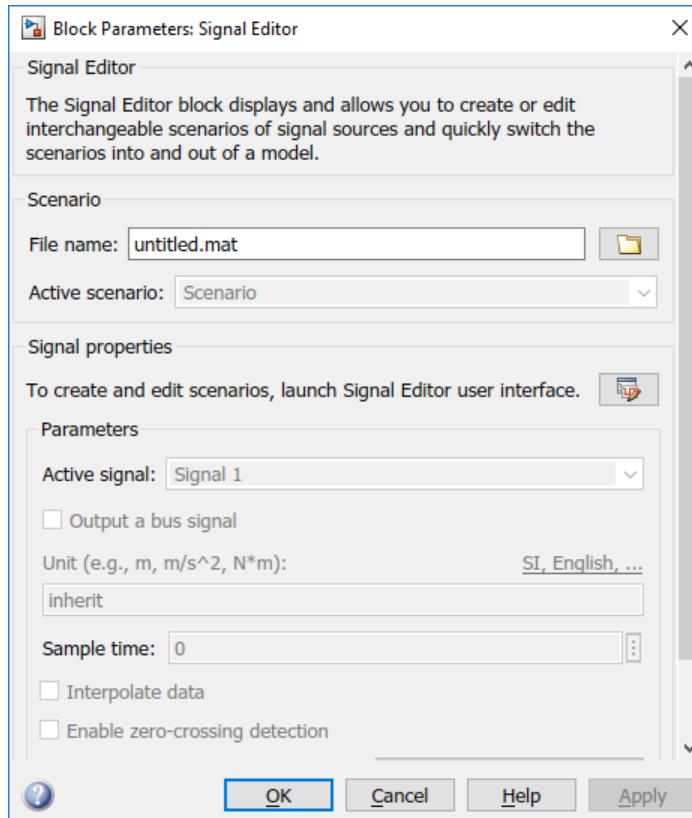 Block Parameters: Signal Editor
Signal Editor
The Signal Editor block displays and allows you to create or edit
interchangeable scenarios of signal sources and quickly switch the
scenarios into and out of a model.
Scenario
File name: untitled.mat
Active scenario: Scenario
Signal properties
To create and edit scenarios, launch Signal Editor user interface.
Parameters
Active signal: Signal 1
Output a bus signal
Unit (e.g., m, m/s^2, N*m): SI, English, ...
inherit
Sample time: 0
Interpolate data
Enable zero-crossing detection
OK Cancel Help Apply